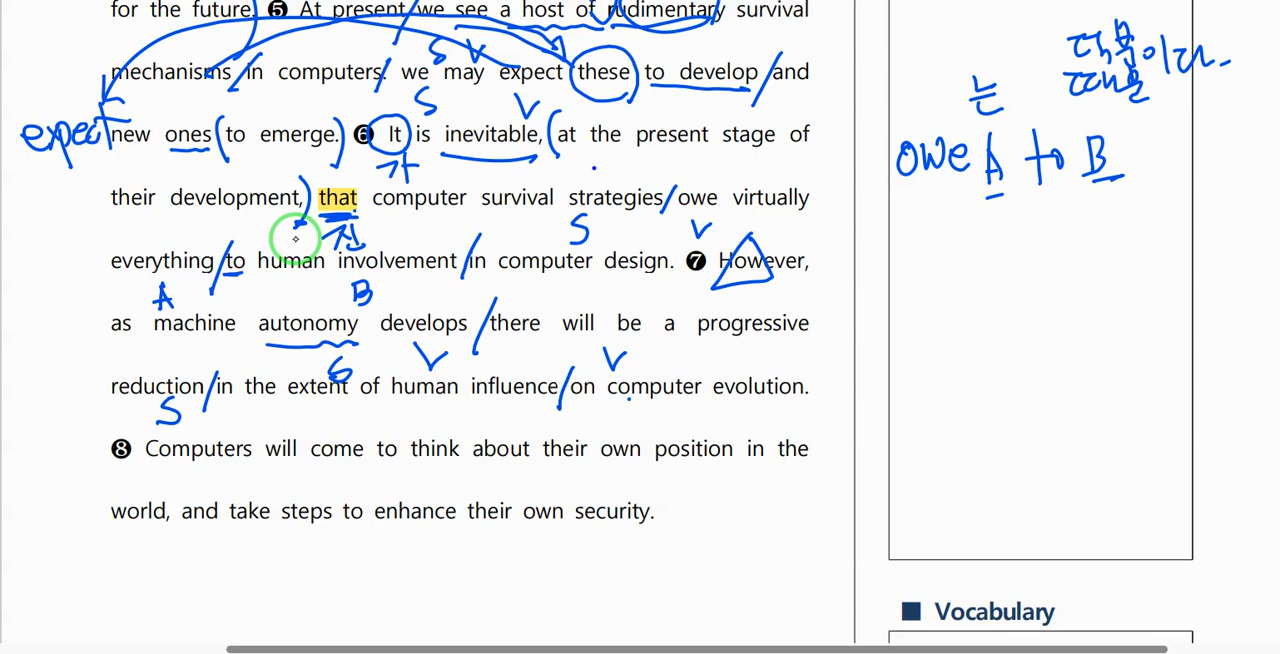 for the future. ❺ At present we see a host of rudimentary survival
mechanisms in computers; we may expect these to develop and
expect new ones to emerge. ❻ It is inevitable, at the present stage of
their development, that computer survival strategies owe virtually
everything to human involvement in computer design. ❼ However,
as machine autonomy develops there will be a progressive
reduction in the extent of human influence on computer evolution.
❽ Computers will come to think about their own position in the
world, and take steps to enhance their own security.
owe A to B
S V
S V
S V
A B
S V V
S
■ Vocabulary